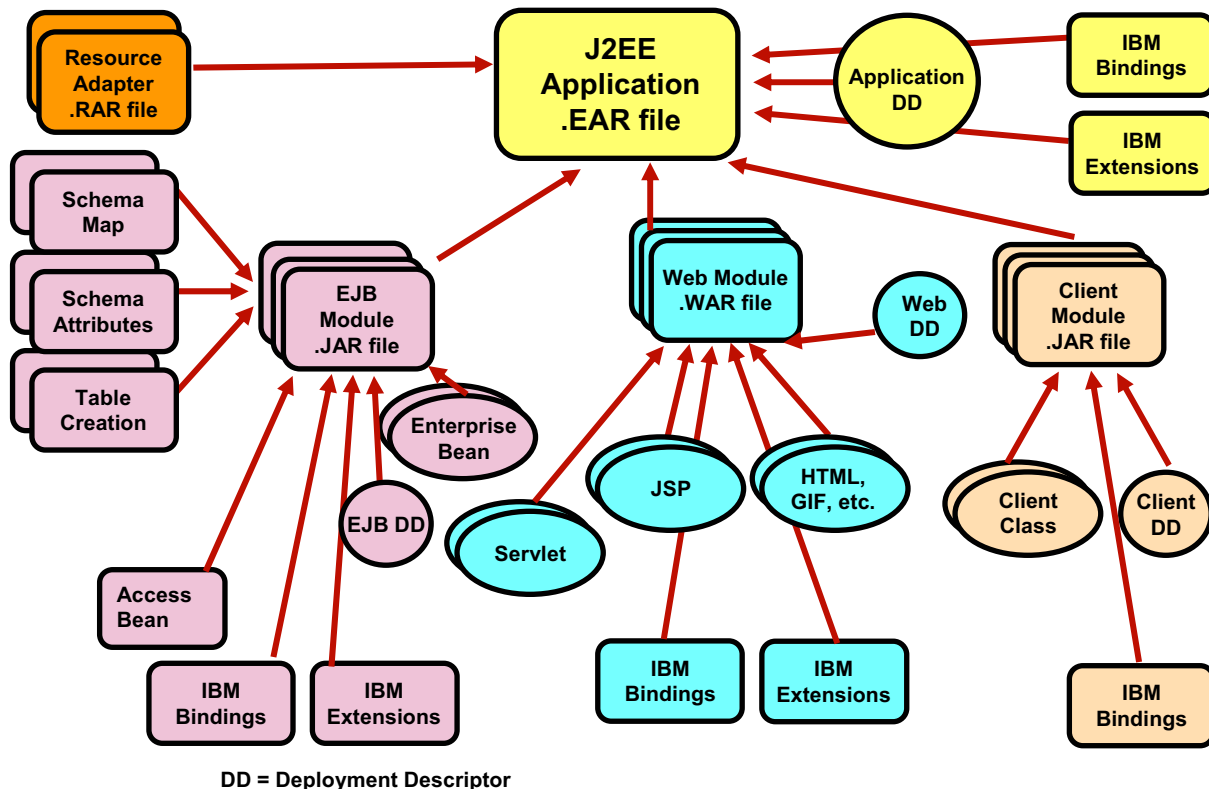 Resource
Adapter
.RAR file
J2EE
Application
.EAR file
Application
DD
IBM
Bindings
IBM
Extensions
Schema
Map
Schema
Attributes
Table
Creation
EJB
Module
.JAR file
Web Module
.WAR file
Web
DD
Client
Module
.JAR file
Enterprise
Bean
EJB DD
Access
Bean
IBM
Bindings
IBM
Extensions
Servlet
JSP
HTML,
GIF, etc.
IBM
Bindings
IBM
Extensions
Client
Class
Client
DD
IBM
Bindings
DD = Deployment Descriptor